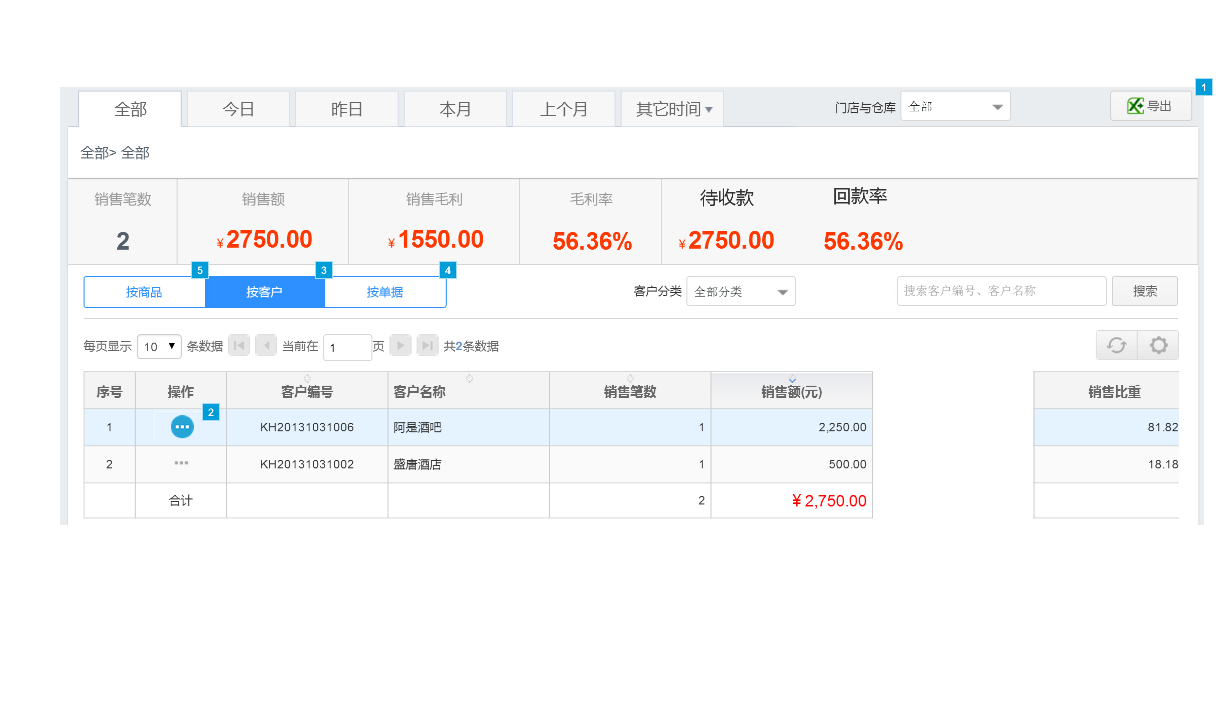 1
全部 今日 昨日 本月 上个月 其它时间 门店与仓库 全部 导出
全部> 全部
销售笔数 销售额 销售毛利 毛利率 待收款 回款率
2 ¥2750.00 ¥1550.00 56.36% ¥2750.00 56.36%
5 3 4
按商品 按客户 按单据 客户分类 全部分类 搜索客户编号、客户名称 搜索
每页显示 10 条数据 当前在 1 页 共2条数据
序号 操作 客户编号 客户名称 销售笔数 销售额(元) 销售比重
2
1 KH20131031006 阿是酒吧 1 2,250.00 81.82
2 KH20131031002 盛唐酒店 1 500.00 18.18
合计 2 ¥2,750.00